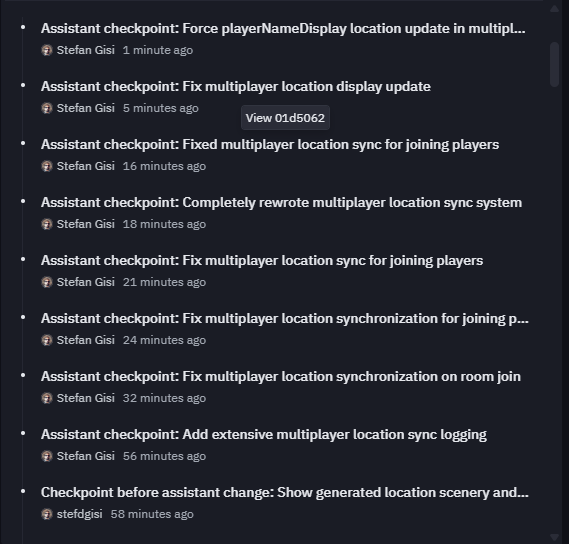 Assistant checkpoint: Force playerNameDisplay location update in multipl...
Stefan Gisi 1 minute ago
Assistant checkpoint: Fix multiplayer location display update
Stefan Gisi 5 minutes ago
View 01d5062
Assistant checkpoint: Fixed multiplayer location sync for joining players
Stefan Gisi 16 minutes ago
Assistant checkpoint: Completely rewrote multiplayer location sync system
Stefan Gisi 18 minutes ago
Assistant checkpoint: Fix multiplayer location sync for joining players
Stefan Gisi 21 minutes ago
Assistant checkpoint: Fix multiplayer location synchronization for joining p...
Stefan Gisi 24 minutes ago
Assistant checkpoint: Fix multiplayer location synchronization on room join
Stefan Gisi 32 minutes ago
Assistant checkpoint: Add extensive multiplayer location sync logging
Stefan Gisi 56 minutes ago
Checkpoint before assistant change: Show generated location scenery and...
stefdgisi 58 minutes ago